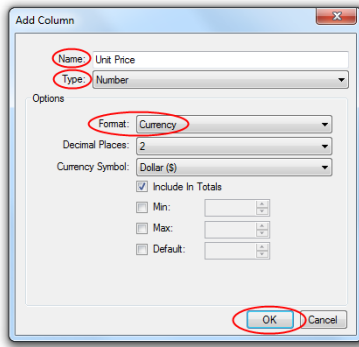 Add Column
Name: Unit Price
Type: Number
Options
Format: Currency
Decimal Places: 2
Currency Symbol: Dollar ($)
Include In Totals
Min:
Max:
Default:
OK Cancel